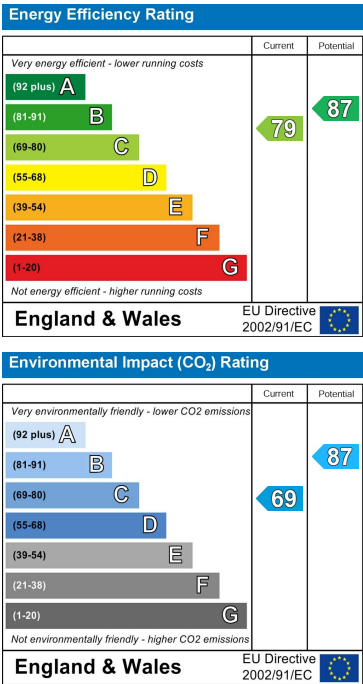 Energy Efficiency Rating
Current Potential
Very energy efficient - lower running costs
(92 plus) A
(81-91) B
(69-80) C
(55-68) D
(39-54) E
(21-38) F
(1-20) G
79
87
Not energy efficient - higher running costs
England & Wales
EU Directive
2002/91/EC
Environmental Impact (CO₂) Rating
Current Potential
Very environmentally friendly - lower CO2 emissions
(92 plus) A
(81-91) B
(69-80) C
(55-68) D
(39-54) E
(21-38) F
(1-20) G
69
87
Not environmentally friendly - higher CO2 emissions
England & Wales
EU Directive
2002/91/EC